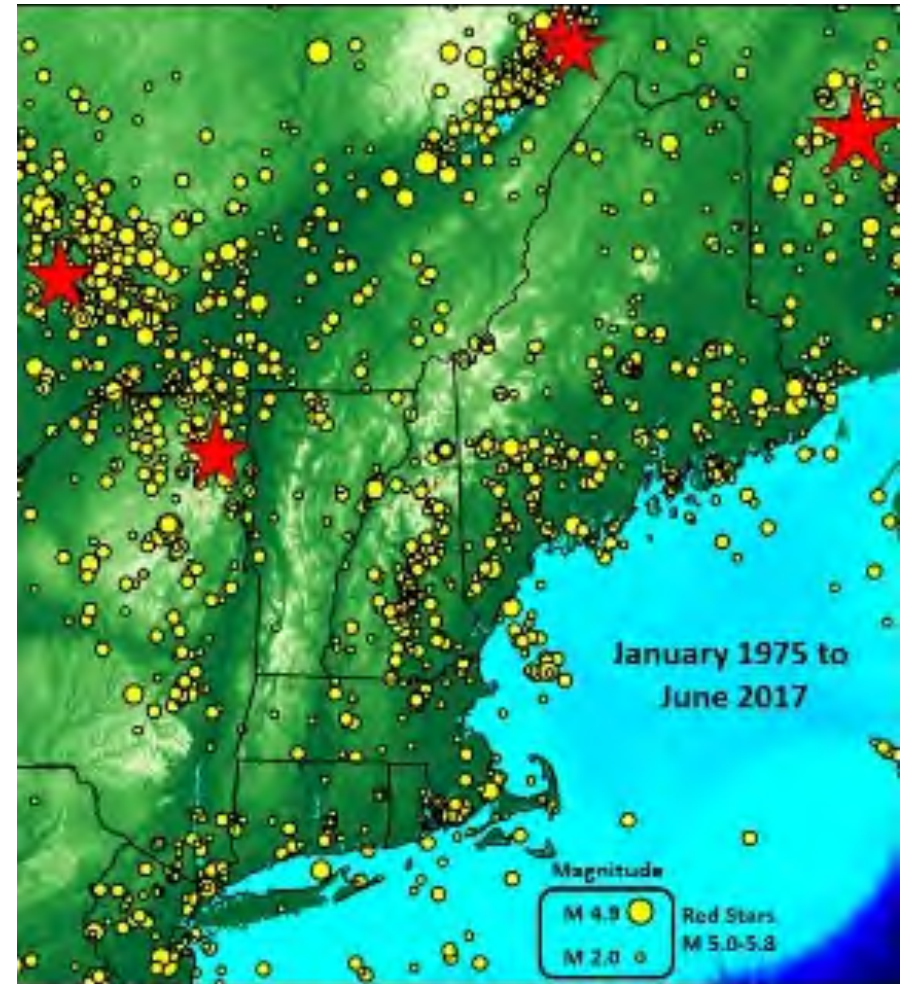 January 1975 to
June 2017
Magnitude
M 4.9
Red Stars
M 5.0-5.8
M 2.0